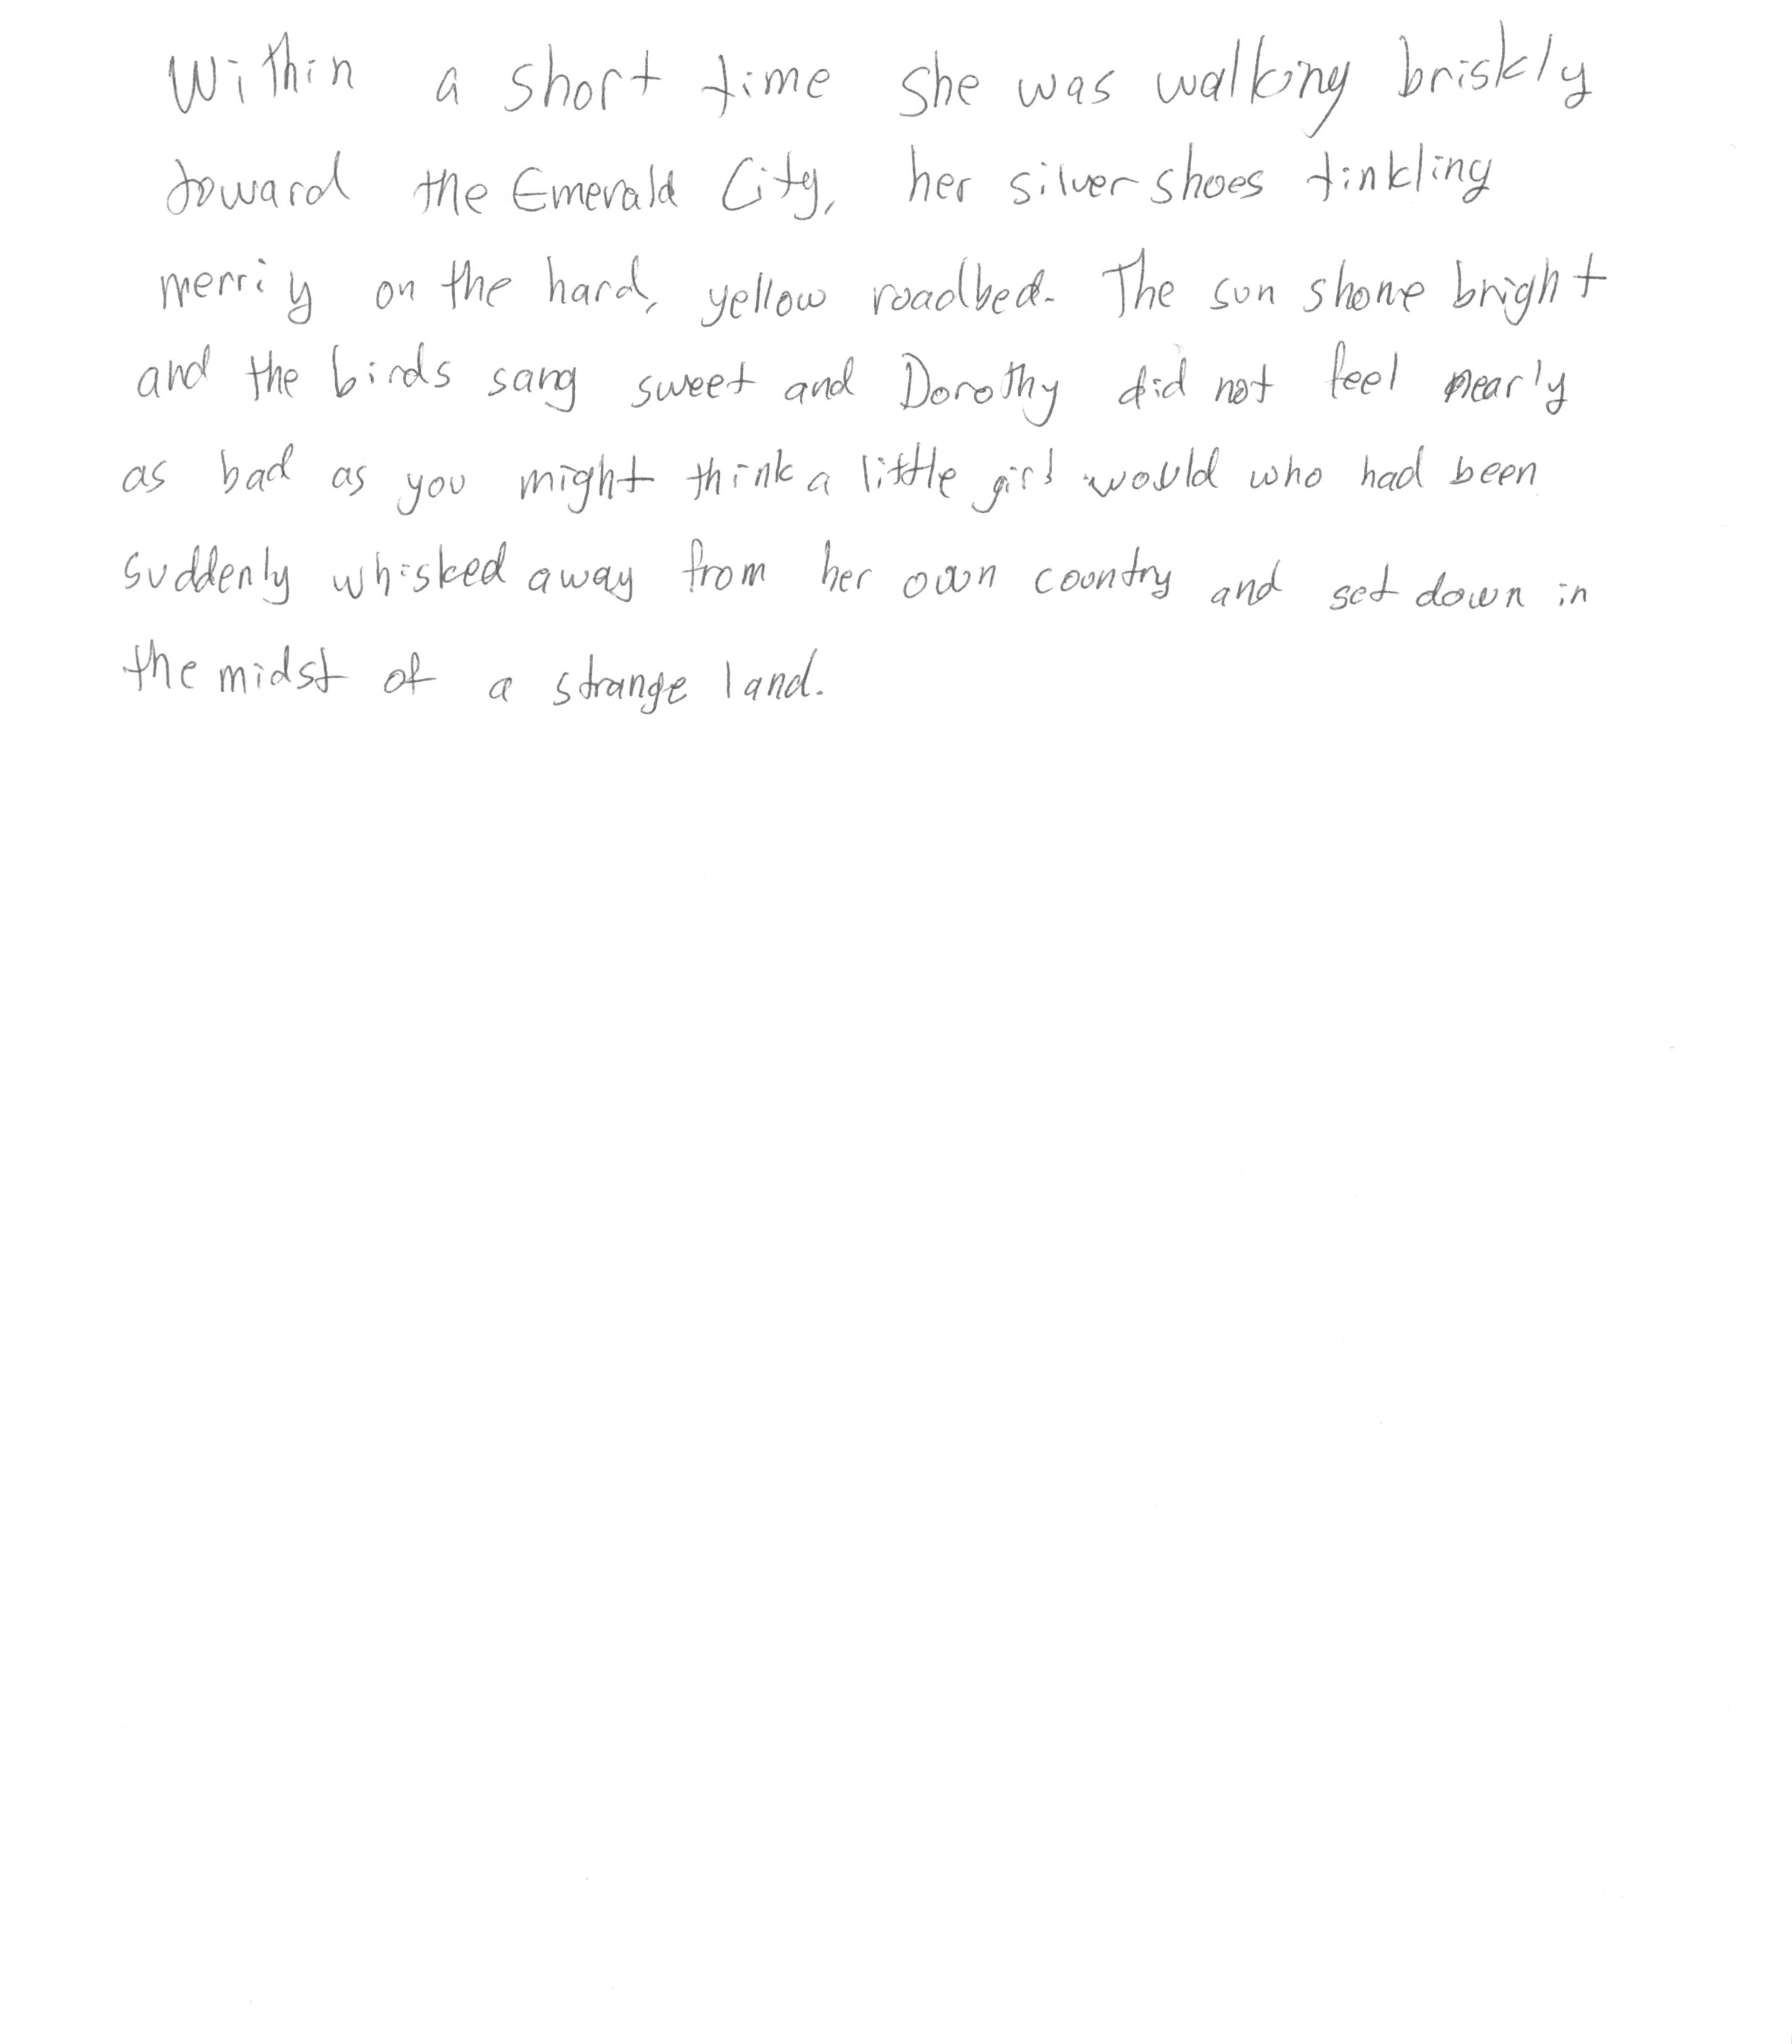 Within a short time she was walking briskly
toward the Emerald City, her silver shoes tinkling
merriy on the hard, yellow roadbed. The sun shone bright
and the birds sang sweet and Dorothy did not feel nearly
as bad as you might think a little girl would who had been
suddenly whisked away from her own country and set down in
the midst of a strange land.